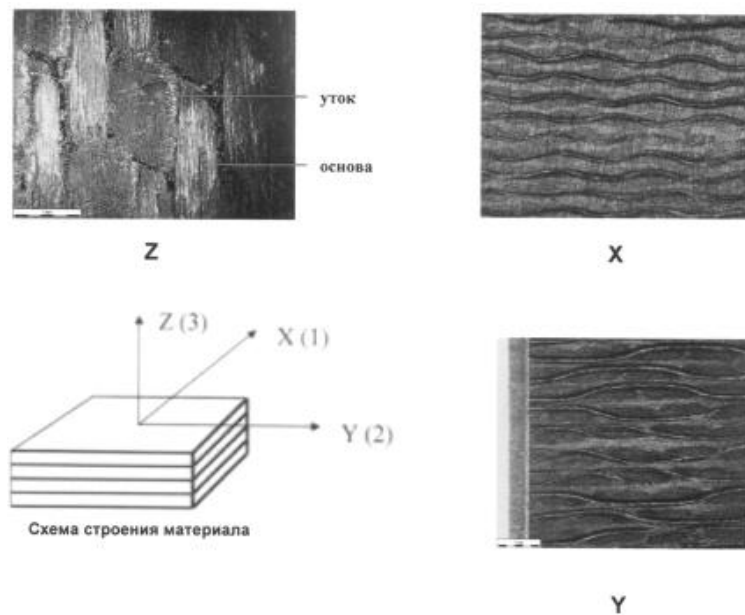 уток
основа
Z
X
Z (3)
X (1)
Y (2)
Схема строения материала
Y